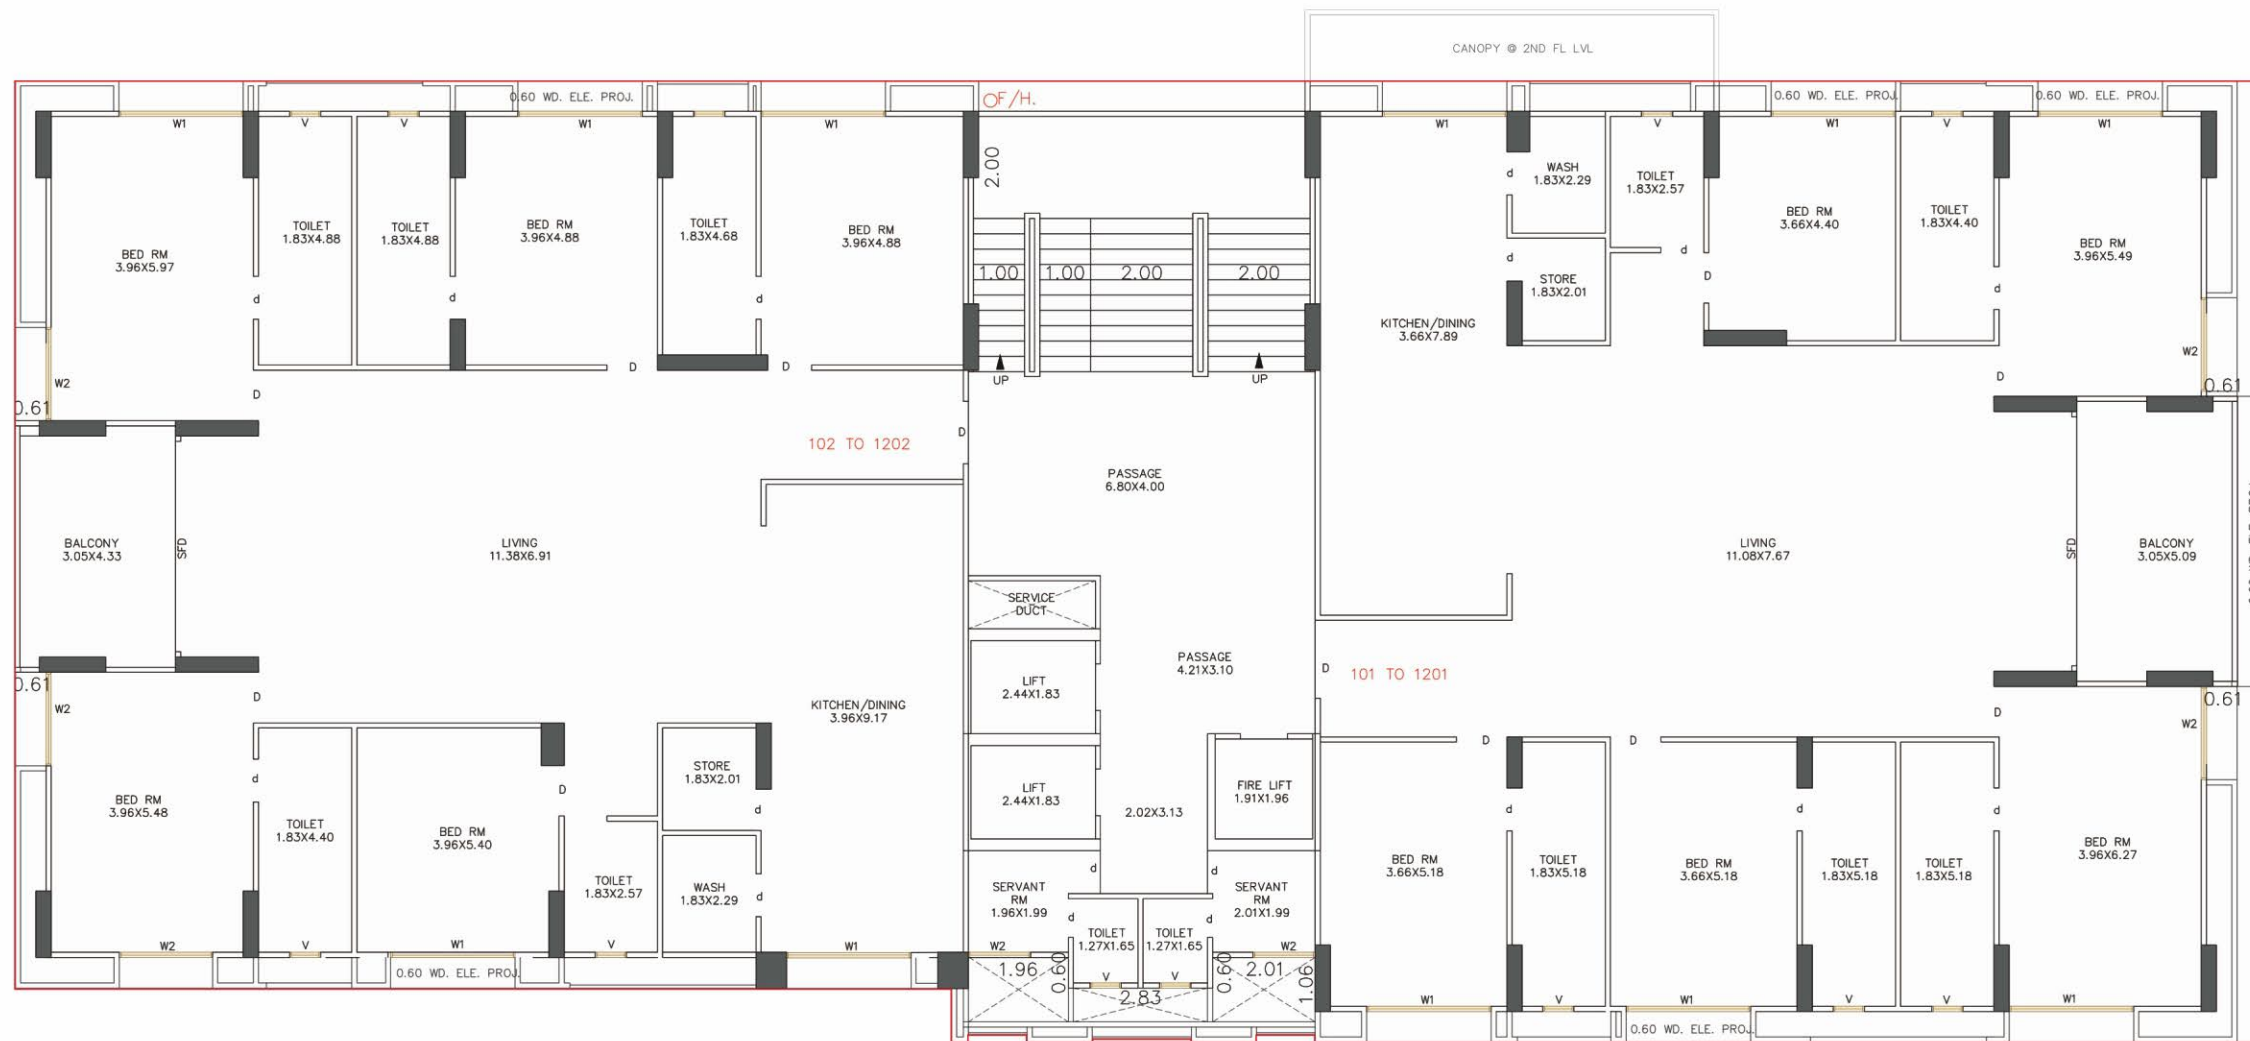 CANOPY @ 2ND FL LVL
0.60 WD. ELE. PROJ.
OF/H.
0.60 WD. ELE. PROJ.
0.60 WD. ELE. PROJ.
W1
V
V
W1
W1
W1
V
W1
V
W1
2.00
WASH
1.83X2.29
TOILET
1.83X2.57
d
BED RM
3.96X5.97
TOILET
1.83X4.88
TOILET
1.83X4.88
BED RM
3.96X4.88
TOILET
1.83X4.68
BED RM
3.96X4.88
BED RM
3.66X4.40
TOILET
1.83X4.40
BED RM
3.96X5.49
d
d
d
1.00
1.00
2.00
2.00
d
STORE
1.83X2.01
d
D
d
KITCHEN/DINING
3.66X7.89
W2
D
D
D
UP
UP
D
W2
0.61
0.61
102 TO 1202
D
PASSAGE
6.80X4.00
BALCONY
3.05X4.33
SFD
LIVING
11.38X6.91
LIVING
11.08X7.67
SFD
BALCONY
3.05X5.09
SERVICE
DUCT
PASSAGE
4.21X3.10
D
101 TO 1201
LIFT
2.44X1.83
0.61
W2
D
KITCHEN/DINING
3.96X9.17
D
W2
0.61
D
D
BED RM
3.96X5.48
d
TOILET
1.83X4.40
BED RM
3.96X5.40
D
STORE
1.83X2.01
d
LIFT
2.44X1.83
2.02X3.13
FIRE LIFT
1.91X1.96
d
d
d
BED RM
3.66X5.18
TOILET
1.83X5.18
BED RM
3.66X5.18
TOILET
1.83X5.18
TOILET
1.83X5.18
BED RM
3.96X6.27
TOILET
1.83X2.57
WASH
1.83X2.29
d
SERVANT
RM
1.96X1.99
d
d
SERVANT
RM
2.01X1.99
d
d
TOILET
1.27X1.65
TOILET
1.27X1.65
W2
V
W1
V
W1
W2
W2
0.60 WD. ELE. PROJ.
1.96
0.60
V
V
0.60
2.01
1.06
2.83
W1
V
W1
V
V
W1
0.60 WD. ELE. PROJ.